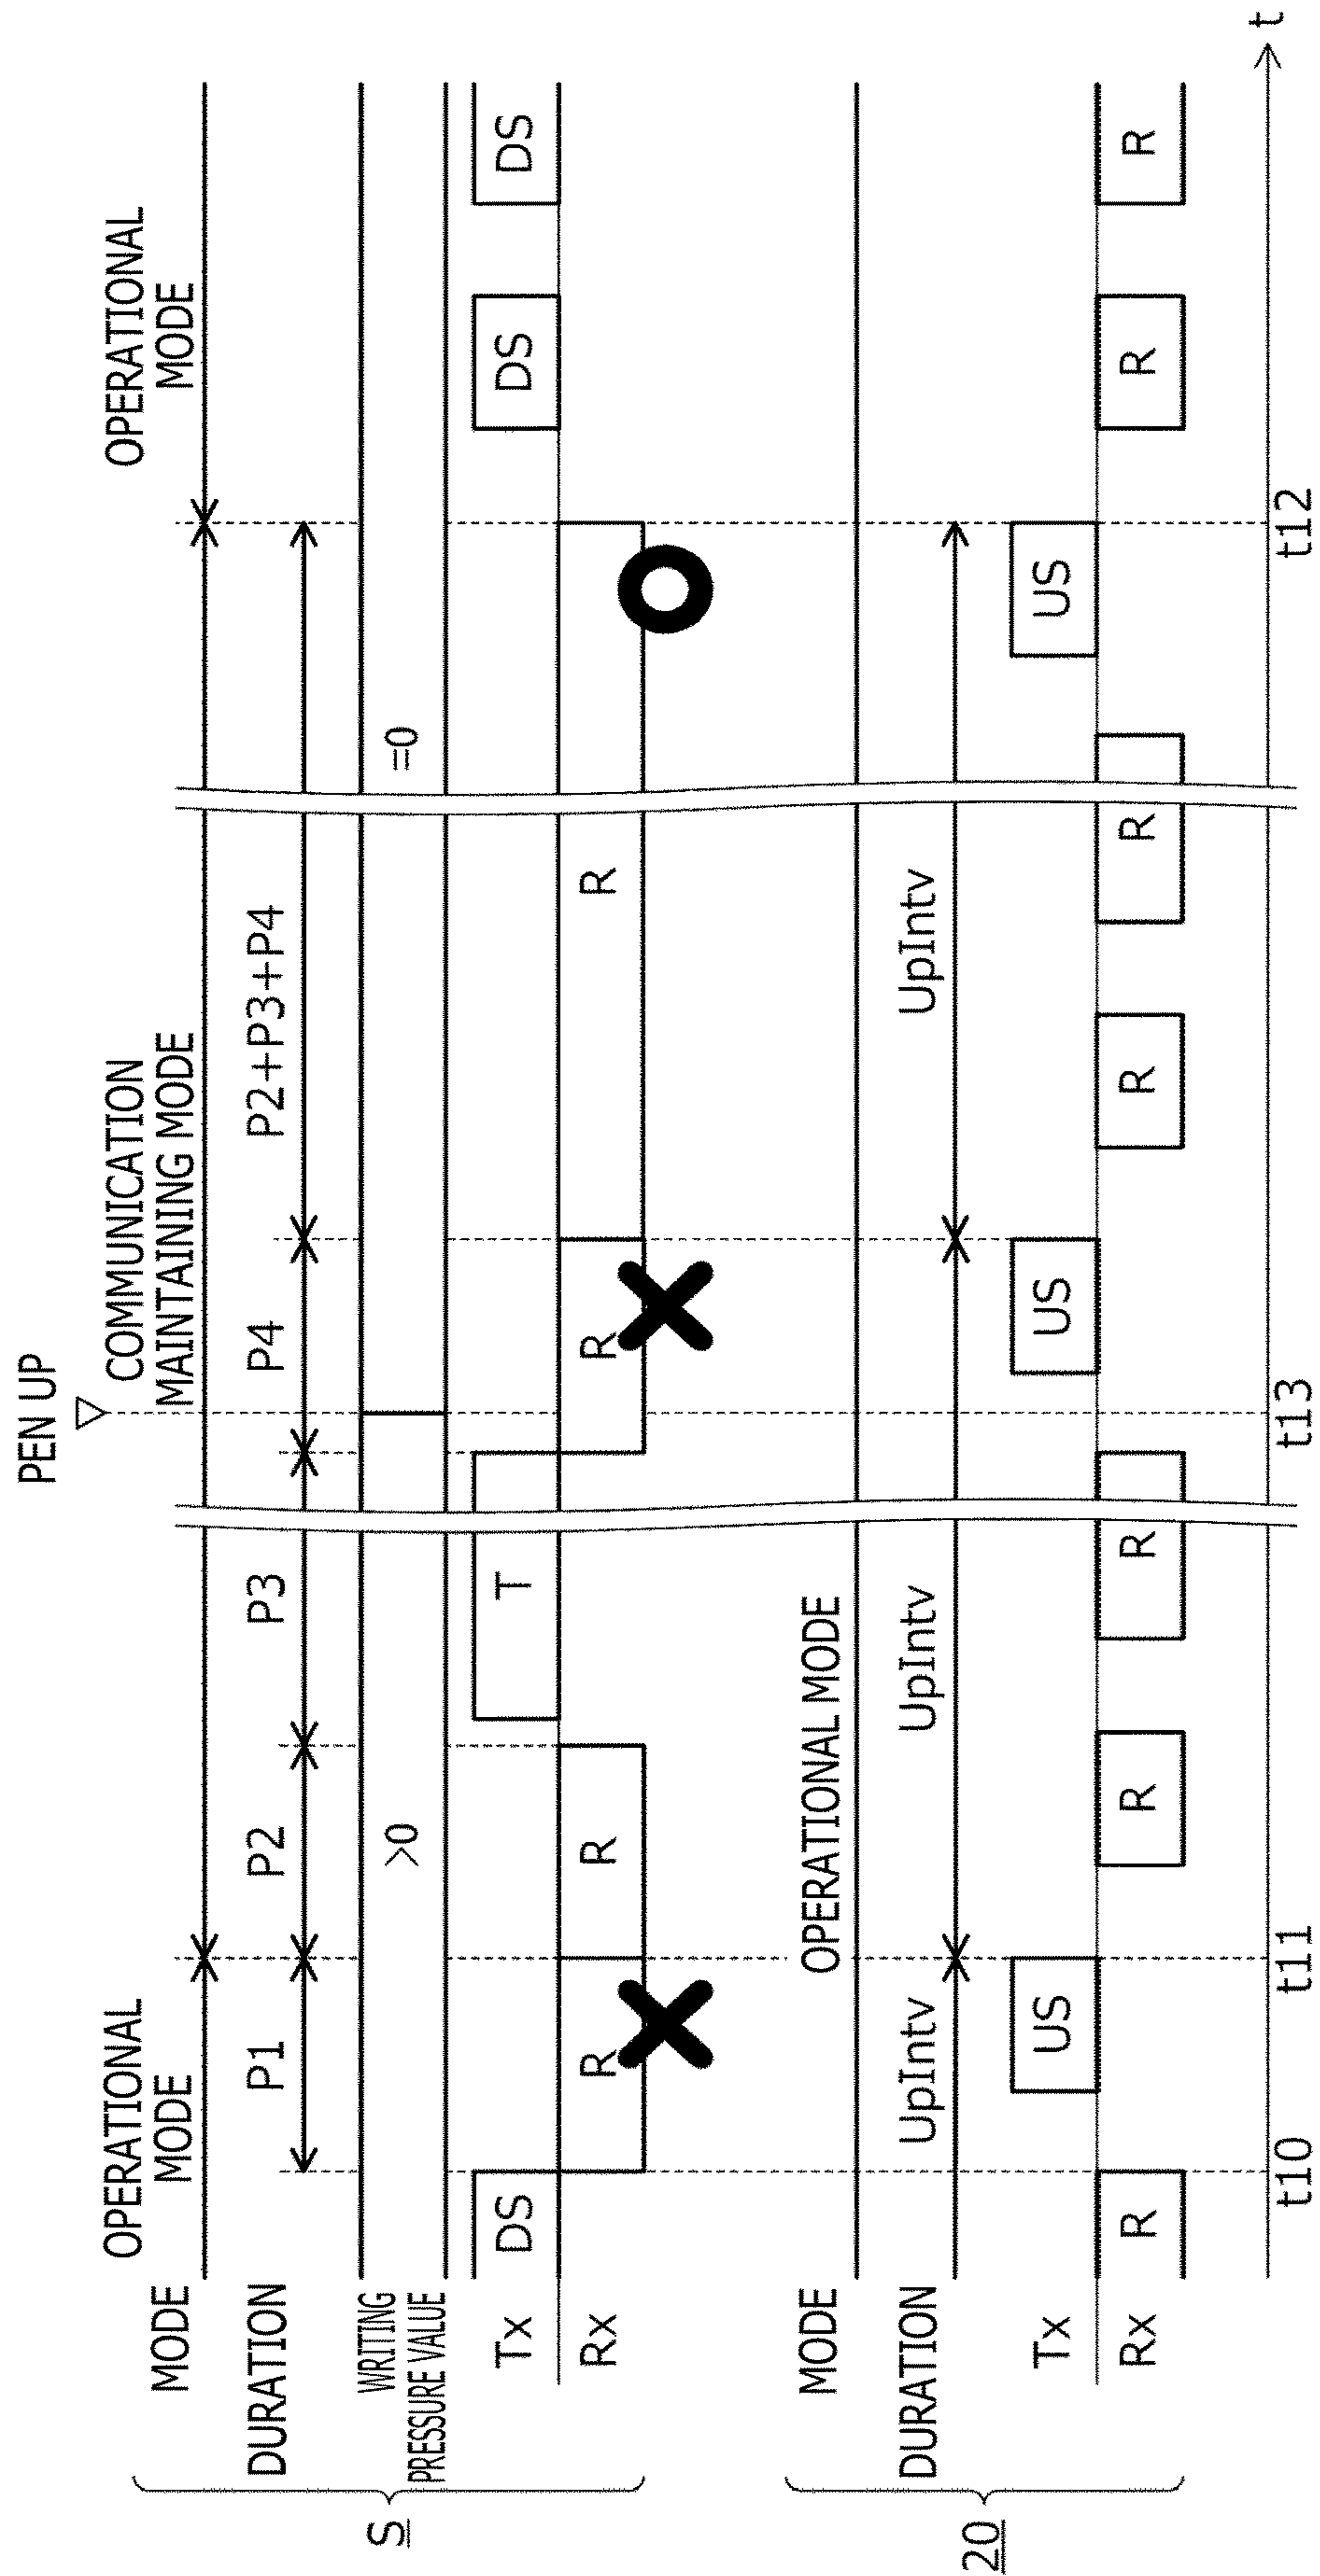 PEN UP
OPERATIONAL
MODE
COMMUNICATION
MAINTAINING MODE
OPERATIONAL
MODE
MODE
DURATION
P1
P2
P3
P4
P2+P3+P4
WRITING
PRESSURE VALUE
>0
=0
Tx
DS
T
DS
DS
Rx
R
R
R
R
S
MODE
OPERATIONAL MODE
DURATION
UpIntv
UpIntv
UpIntv
Tx
US
US
US
Rx
R
R
R
R
R
R
R
20
t10
t11
t13
t12
t